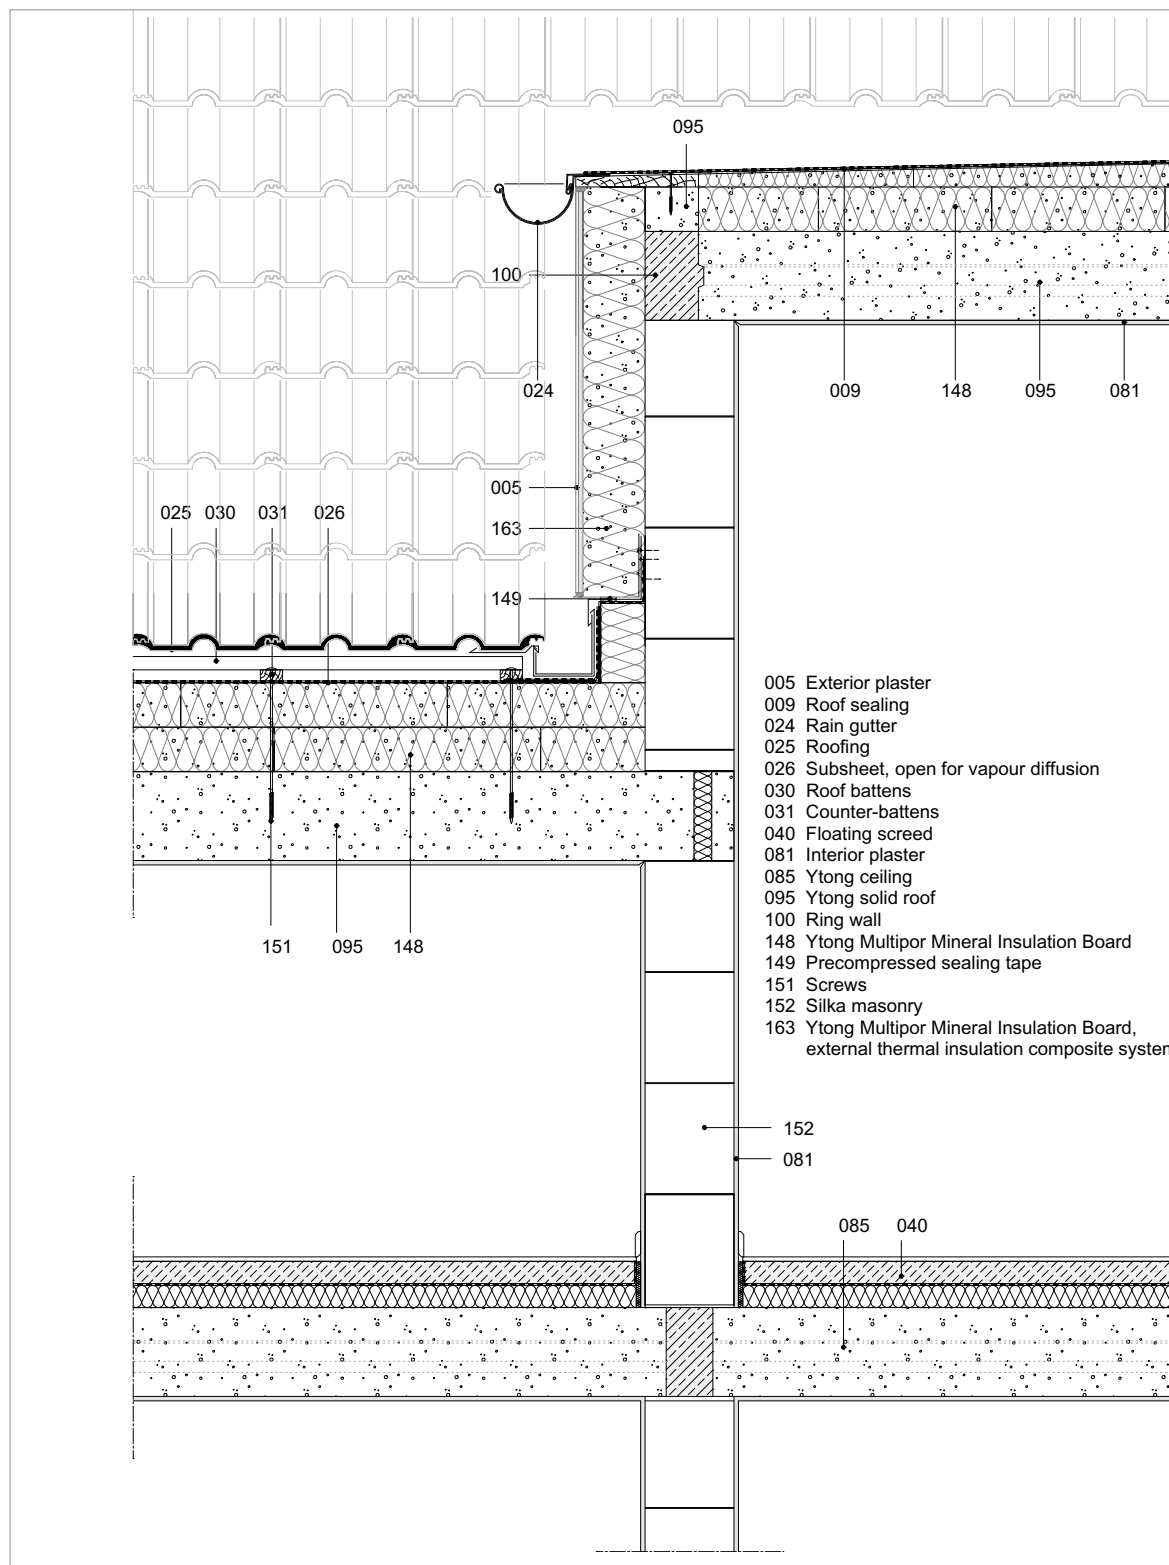 095
100
024
009 148 095 081
005
163
025 030 031 026
149
005 Exterior plaster
009 Roof sealing
024 Rain gutter
025 Roofing
026 Subsheet, open for vapour diffusion
030 Roof battens
031 Counter-battens
040 Floating screed
081 Interior plaster
085 Ytong ceiling
095 Ytong solid roof
100 Ring wall
148 Ytong Multipor Mineral Insulation Board
149 Precompressed sealing tape
151 Screws
152 Silka masonry
163 Ytong Multipor Mineral Insulation Board,
external thermal insulation composite system
151 095 148
152
081
085 040